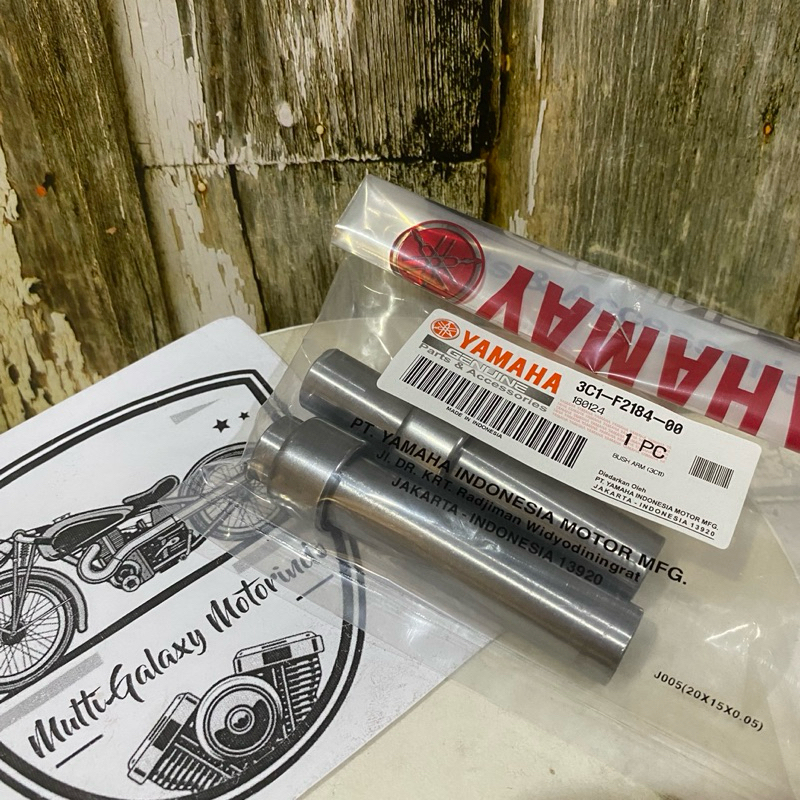 YAMAHA
YAMAHA
GENUINE
Parts & Accessories
3C1-F2184-00
180124
1 PC
MADE IN INDONESIA
BUSH ARM (3C11)
Diedarkan Oleh
PT. YAMAHA INDONESIA MOTOR MFG.
JAKARTA - INDONESIA 13920
PT. YAMAHA INDONESIA MOTOR MFG.
Jl. DR. KRT. Radjiman Widyodiningrat
JAKARTA - INDONESIA 13920
J005(20X15X0.05)
Multi Galaxy Motorindo